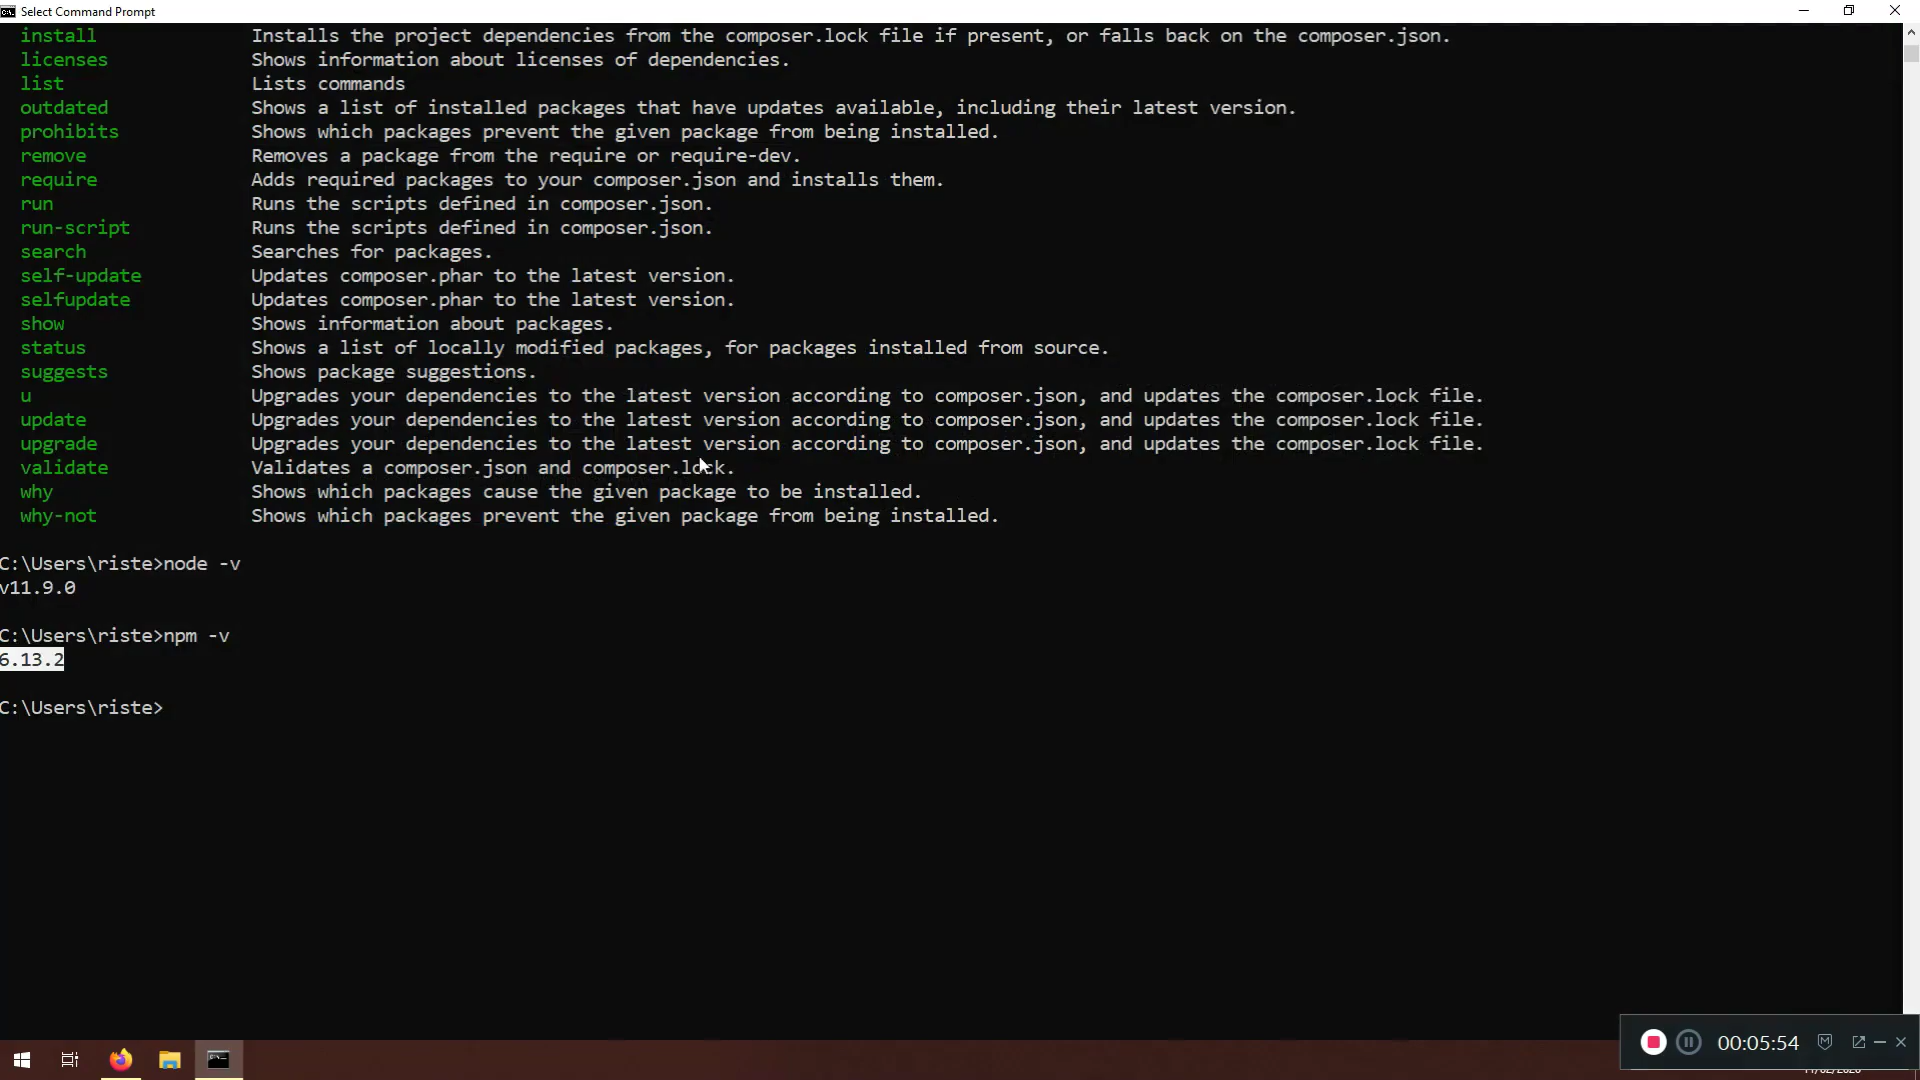 Select Command Prompt
install Installs the project dependencies from the composer.lock file if present, or falls back on the composer.json.
licenses Shows information about licenses of dependencies.
list Lists commands
outdated Shows a list of installed packages that have updates available, including their latest version.
prohibits Shows which packages prevent the given package from being installed.
remove Removes a package from the require or require-dev.
require Adds required packages to your composer.json and installs them.
run Runs the scripts defined in composer.json.
run-script Runs the scripts defined in composer.json.
search Searches for packages.
self-update Updates composer.phar to the latest version.
selfupdate Updates composer.phar to the latest version.
show Shows information about packages.
status Shows a list of locally modified packages, for packages installed from source.
suggests Shows package suggestions.
u Upgrades your dependencies to the latest version according to composer.json, and updates the composer.lock file.
update Upgrades your dependencies to the latest version according to composer.json, and updates the composer.lock file.
upgrade Upgrades your dependencies to the latest version according to composer.json, and updates the composer.lock file.
validate Validates a composer.json and composer.lock.
why Shows which packages cause the given package to be installed.
why-not Shows which packages prevent the given package from being installed.
C:\Users\riste>node -v
v11.9.0
C:\Users\riste>npm -v
6.13.2
C:\Users\riste>
00:05:54